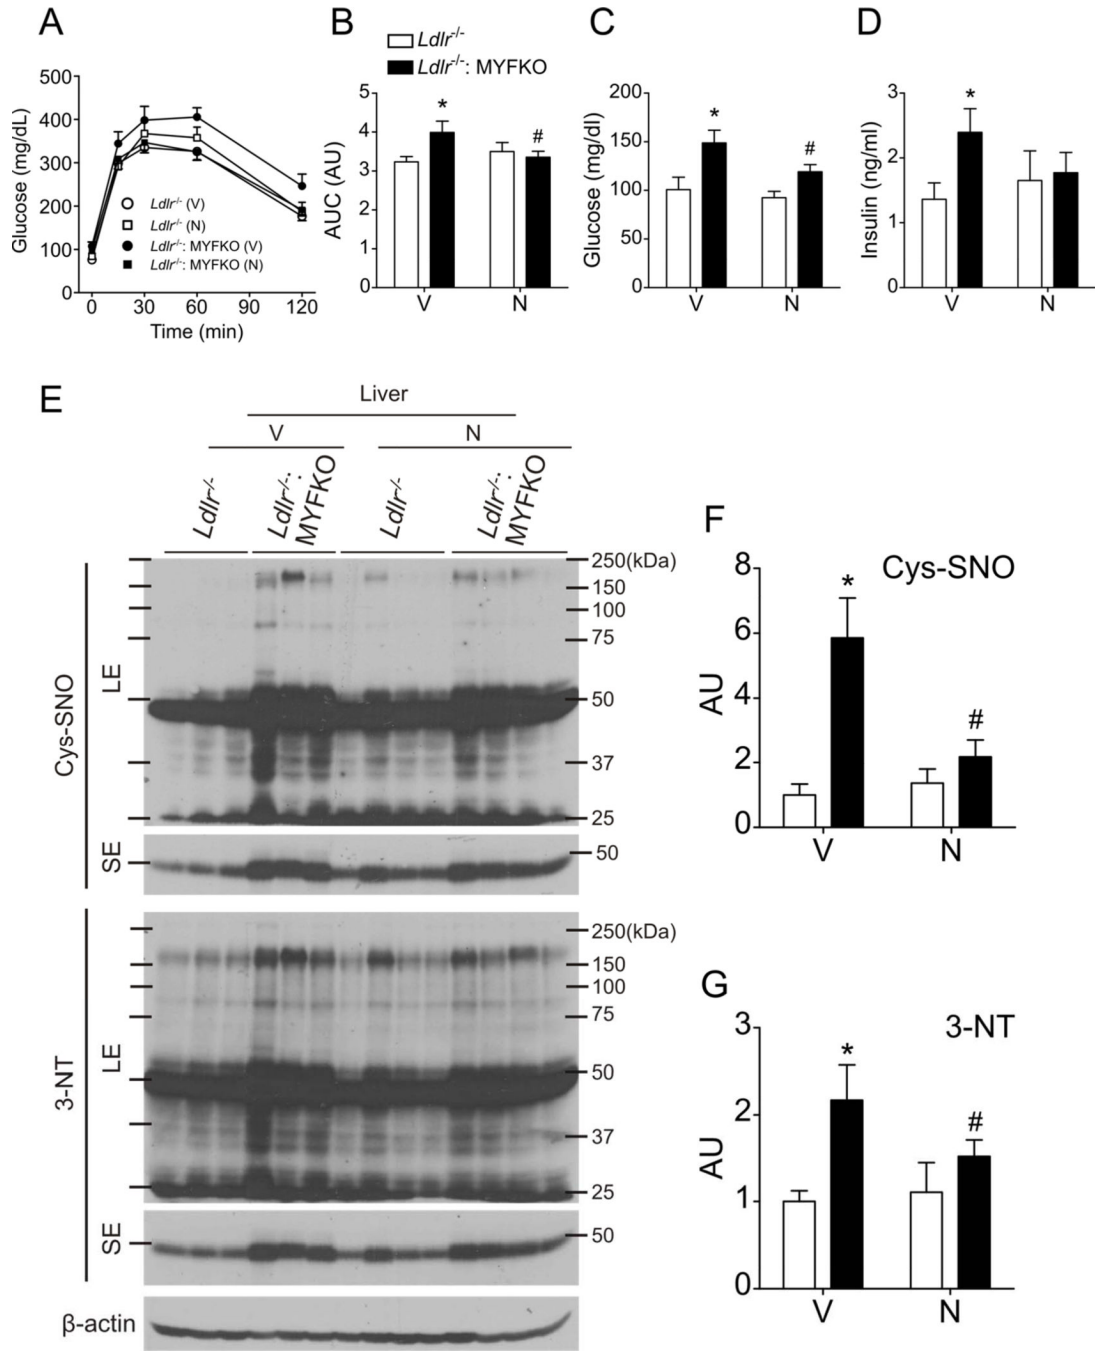 A
500
400
300
200
100
0
Glucose (mg/dL)
0 30 60 90 120
Time (min)
Ldlr-/- (V)
Ldlr-/- (N)
Ldlr-/-: MYFKO (V)
Ldlr-/-: MYFKO (N)
B
Ldlr-/-
Ldlr-/-: MYFKO
5
4
3
2
1
0
AUC (AU)
*
#
V N
C
200
150
100
50
0
Glucose (mg/dl)
*
#
V N
D
3
2
1
0
Insulin (ng/ml)
*
V N
E
Liver
V N
Ldlr-/-
Ldlr-/-:
MYFKO
Ldlr-/-
Ldlr-/-:
MYFKO
Cys-SNO
LE
250(kDa)
150
100
75
50
37
25
SE
50
3-NT
LE
250(kDa)
150
100
75
50
37
25
SE
50
β-actin
F
Cys-SNO
8
6
4
2
0
AU
*
#
V N
G
3-NT
3
2
1
0
AU
*
#
V N